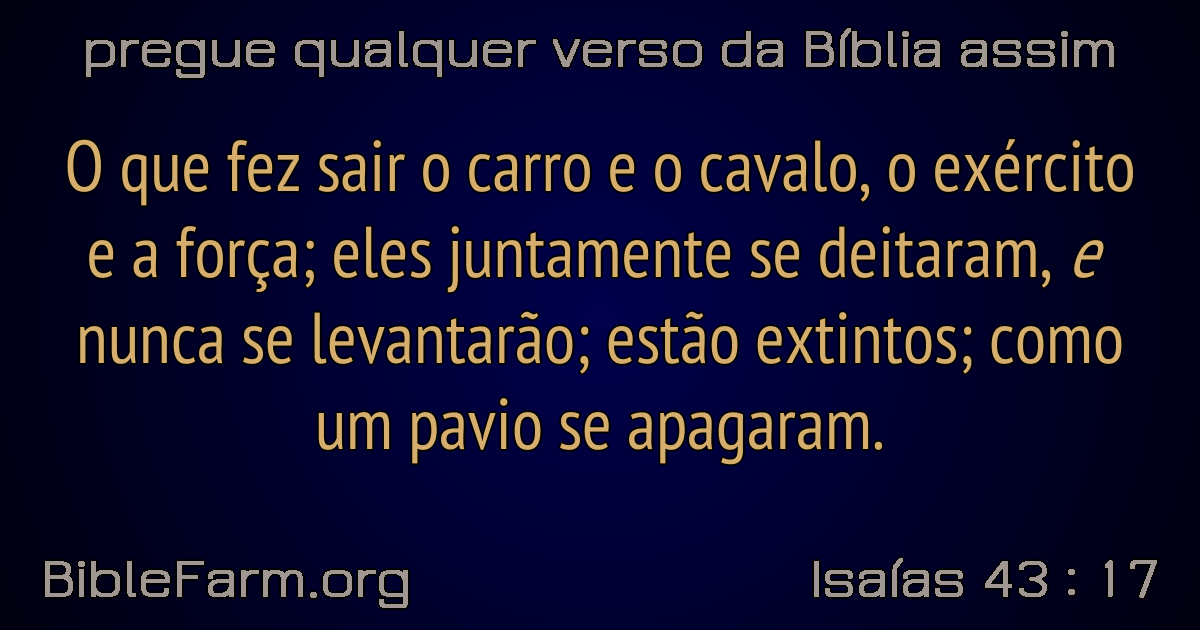 pregue qualquer verso da Bíblia assim
O que fez sair o carro e o cavalo, o exército
e a força; eles juntamente se deitaram, e
nunca se levantarão; estão extintos; como
um pavio se apagaram.
BibleFarm.org
Isaías 43 : 17